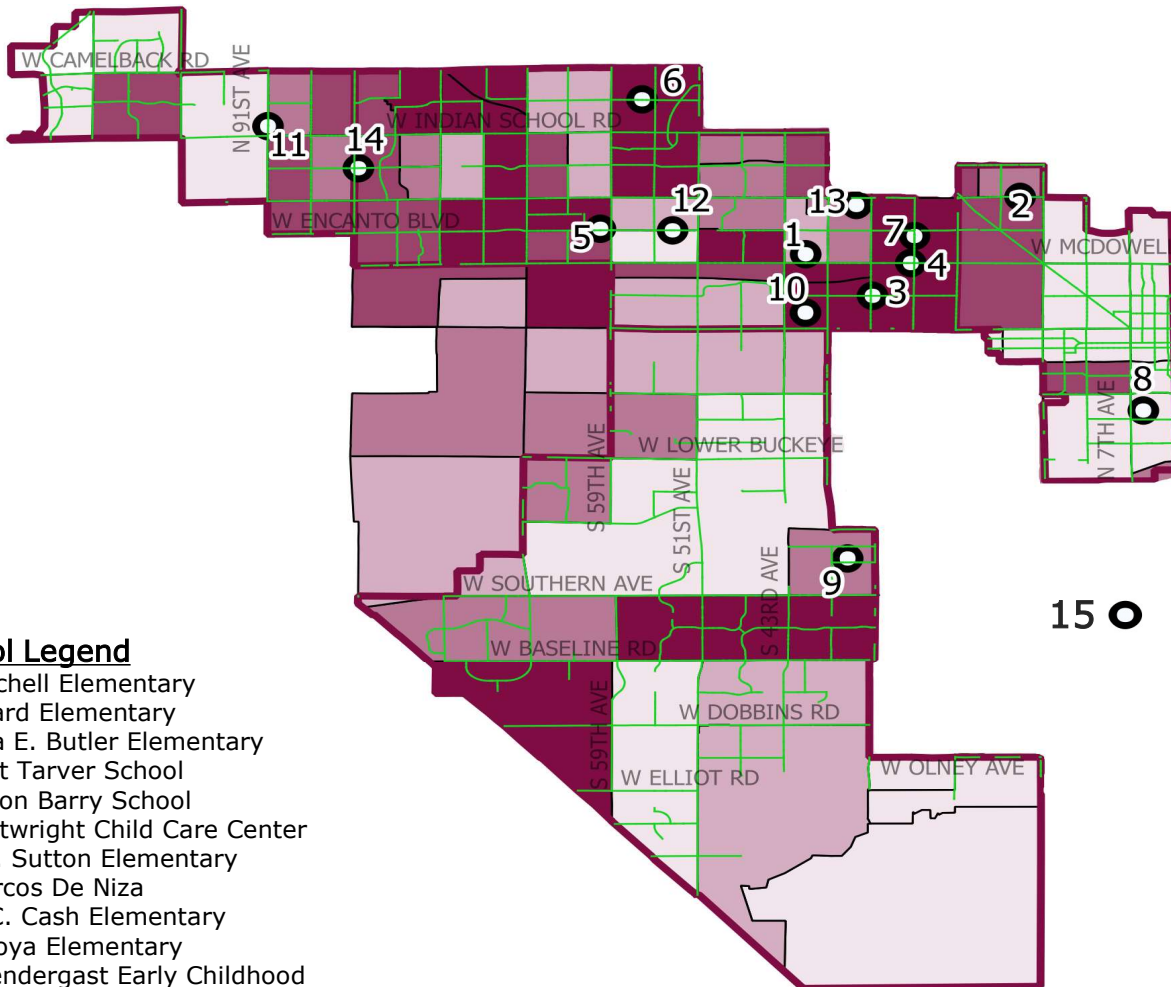 W CAMELBACK RD
N 91ST AVE
6
W INDIAN SCHOOL RD
11
14
12
13
2
W ENCANTO BLVD
5
1
7
W MCDOWEL
4
10
3
8
N 7TH AVE
S 59TH AVE
W LOWER BUCKEYE
S 51ST AVE
S 43RD AVE
9
W SOUTHERN AVE
15
W BASELINE RD
S 59TH AVE
W DOBBINS RD
W ELLIOT RD
W OLNEY AVE
ol Legend
chell Elementary
ard Elementary
a E. Butler Elementary
t Tarver School
on Barry School
twright Child Care Center
. Sutton Elementary
rcos De Niza
C. Cash Elementary
oya Elementary
endergast Early Childhood